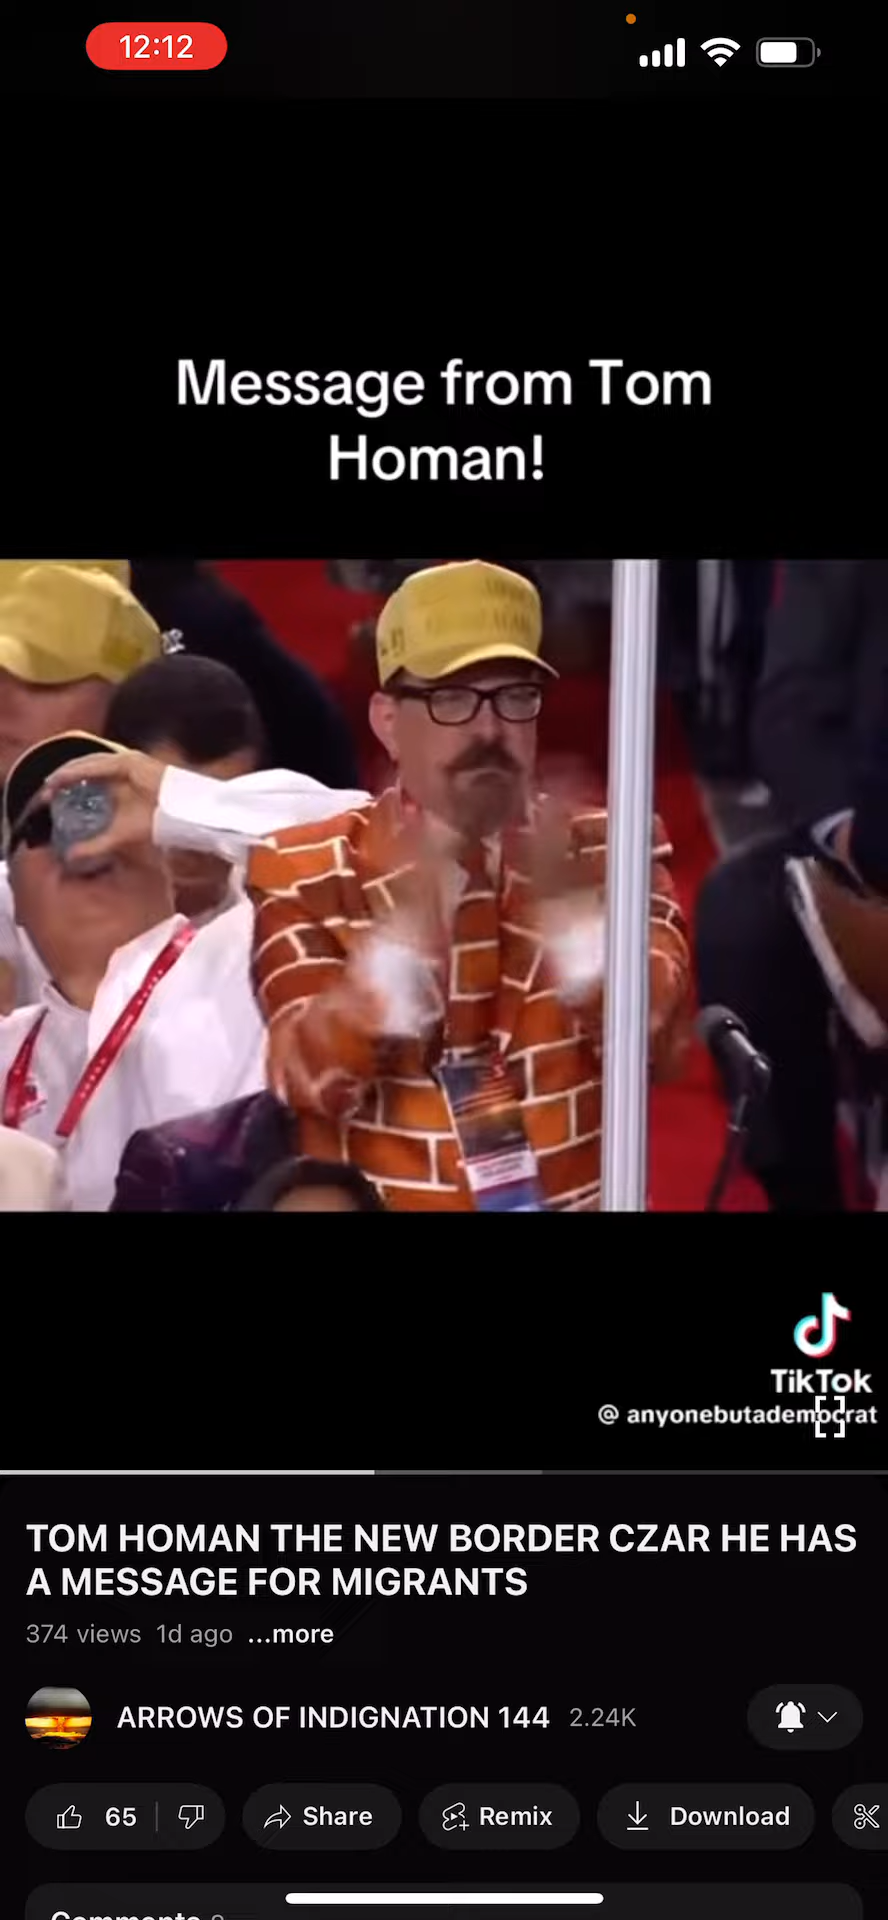 12:12
Message from Tom
Homan!
TikTok
@ anyonebutademocrat
TOM HOMAN THE NEW BORDER CZAR HE HAS
A MESSAGE FOR MIGRANTS
374 views 1d ago ...more
ARROWS OF INDIGNATION 144 2.24K
65 Share Remix Download
Comments